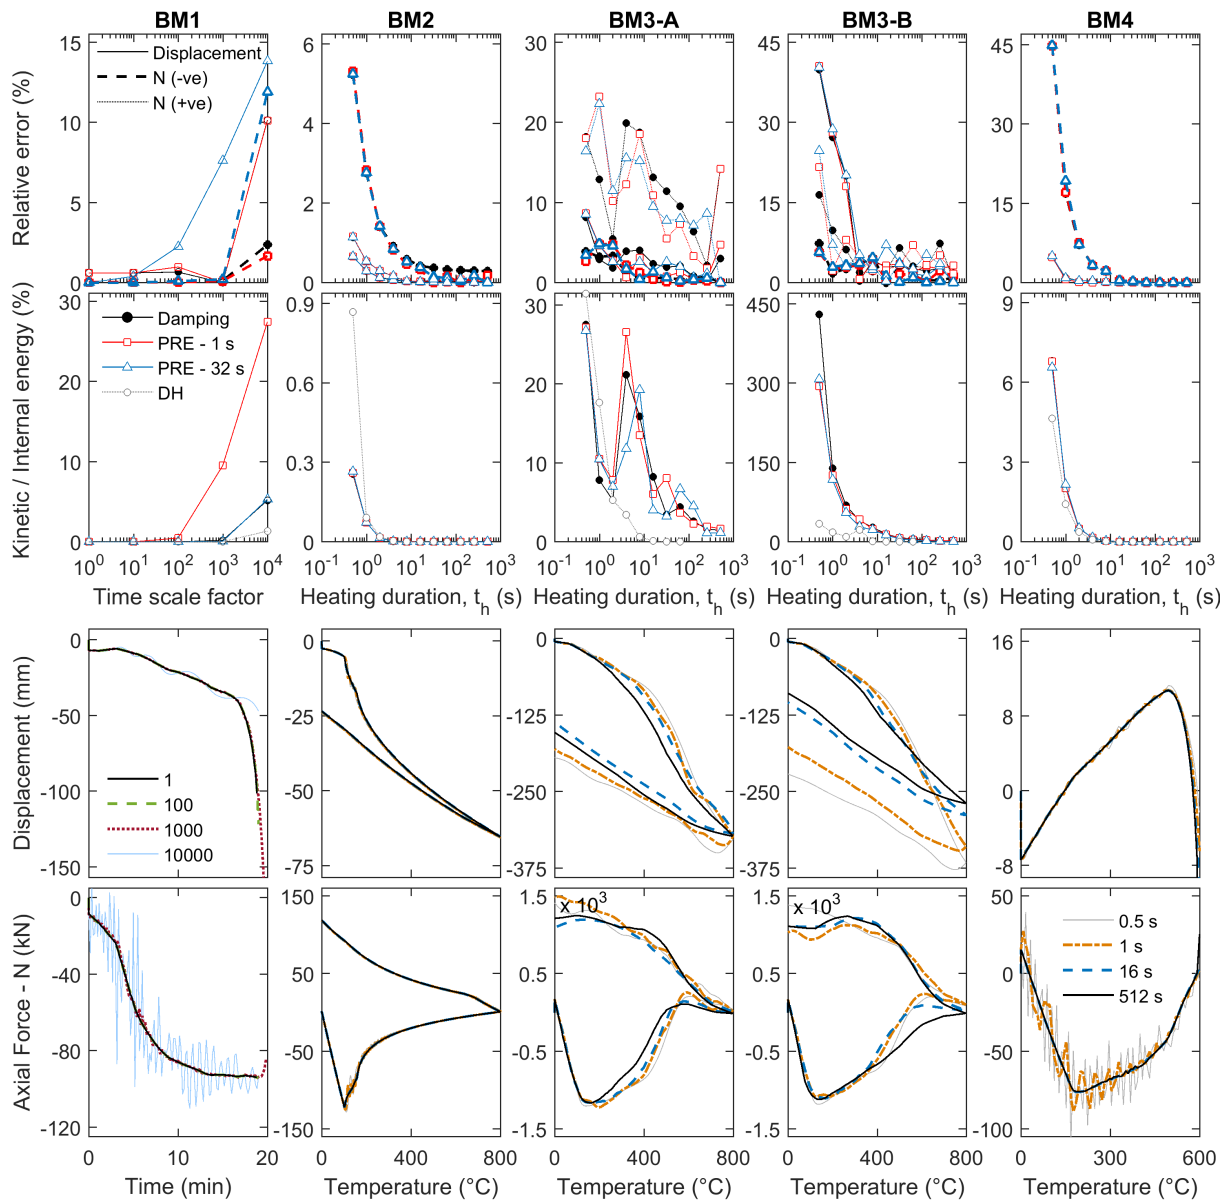 BM1 BM2 BM3-A BM3-B BM4
Relative error (%)
15 10 5 0
Displacement
N (-ve)
N (+ve)
6 4 2 0
30 20 10 0
45 30 15 0
45 30 15 0
Kinetic / Internal energy (%)
30 20 10 0
Damping
PRE - 1 s
PRE - 32 s
DH
0.9 0.6 0.3 0
30 20 10 0
450 300 150 0
9 6 3 0
10^0 10^1 10^2 10^3 10^4
10^-1 10^0 10^1 10^2 10^3
10^-1 10^0 10^1 10^2 10^3
10^-1 10^0 10^1 10^2 10^3
10^-1 10^0 10^1 10^2 10^3
Time scale factor
Heating duration, t_h (s)
Heating duration, t_h (s)
Heating duration, t_h (s)
Heating duration, t_h (s)
Displacement (mm)
0 -50 -100 -150
1
100
1000
10000
0 -25 -50 -75
0 -125 -250 -375
0 -125 -250 -375
16 8 0 -8
Axial Force - N (kN)
0 -40 -80 -120
150 50 -50 -150
1.5 0.5 -0.5 -1.5
x 10^3
1.5 0.5 -0.5 -1.5
x 10^3
50 0 -50 -100
0.5 s
1 s
16 s
512 s
0 10 20
0 400 800
0 400 800
0 400 800
0 300 600
Time (min)
Temperature (°C)
Temperature (°C)
Temperature (°C)
Temperature (°C)